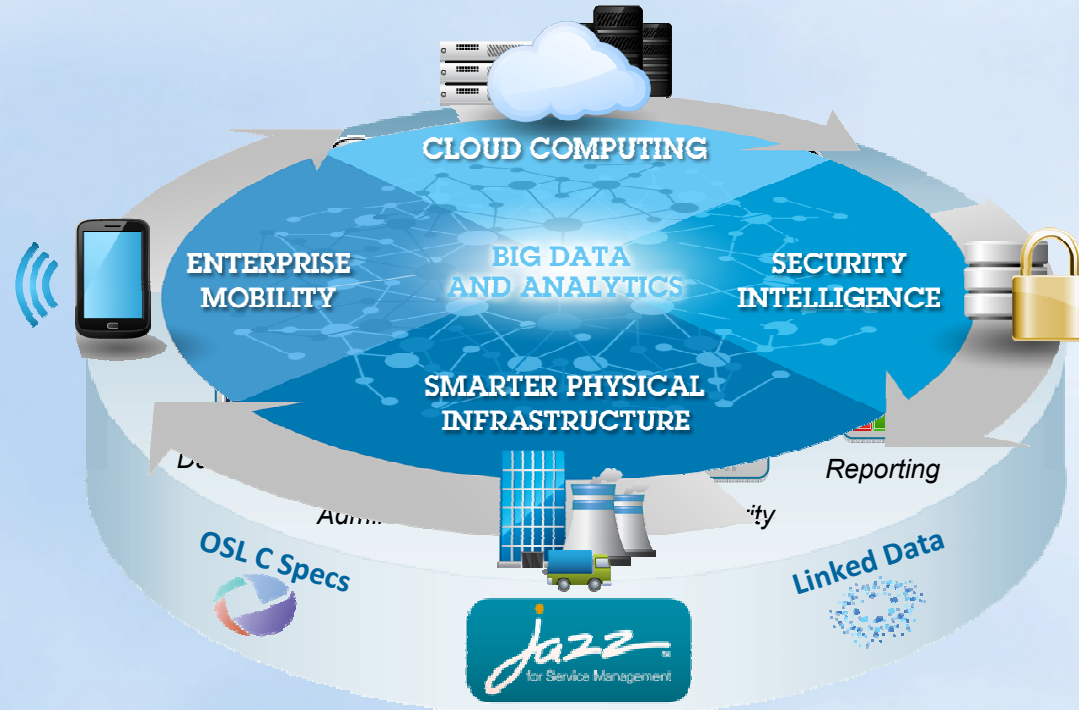 CLOUD COMPUTING
ENTERPRISE
MOBILITY
BIG DATA
AND ANALYTICS
SECURITY
INTELLIGENCE
SMARTER PHYSICAL
INFRASTRUCTURE
Reporting
OSL C Specs
Linked Data
jazz
for Service Management